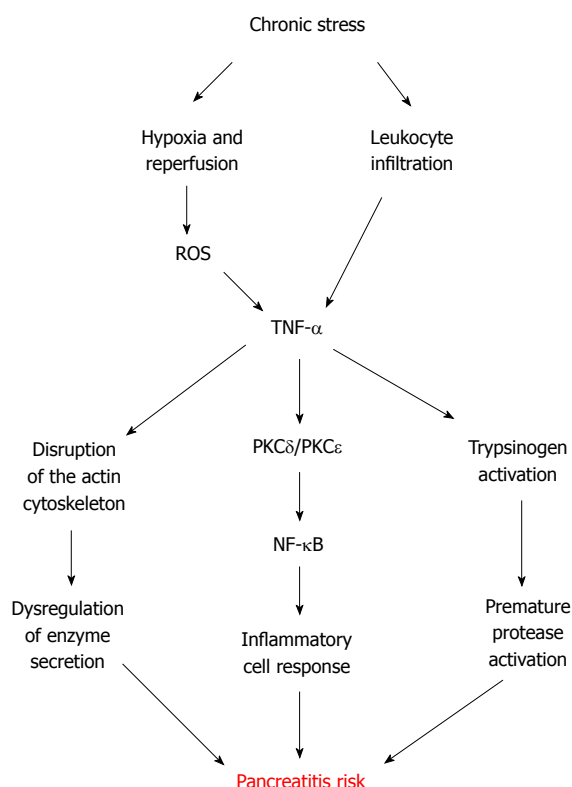 Chronic stress
Hypoxia and
reperfusion
Leukocyte
infiltration
ROS
TNF-α
Disruption
of the actin
cytoskeleton
PKCδ/PKCε
Trypsinogen
activation
NF-κB
Dysregulation
of enzyme
secretion
Inflammatory
cell response
Premature
protease
activation
Pancreatitis risk